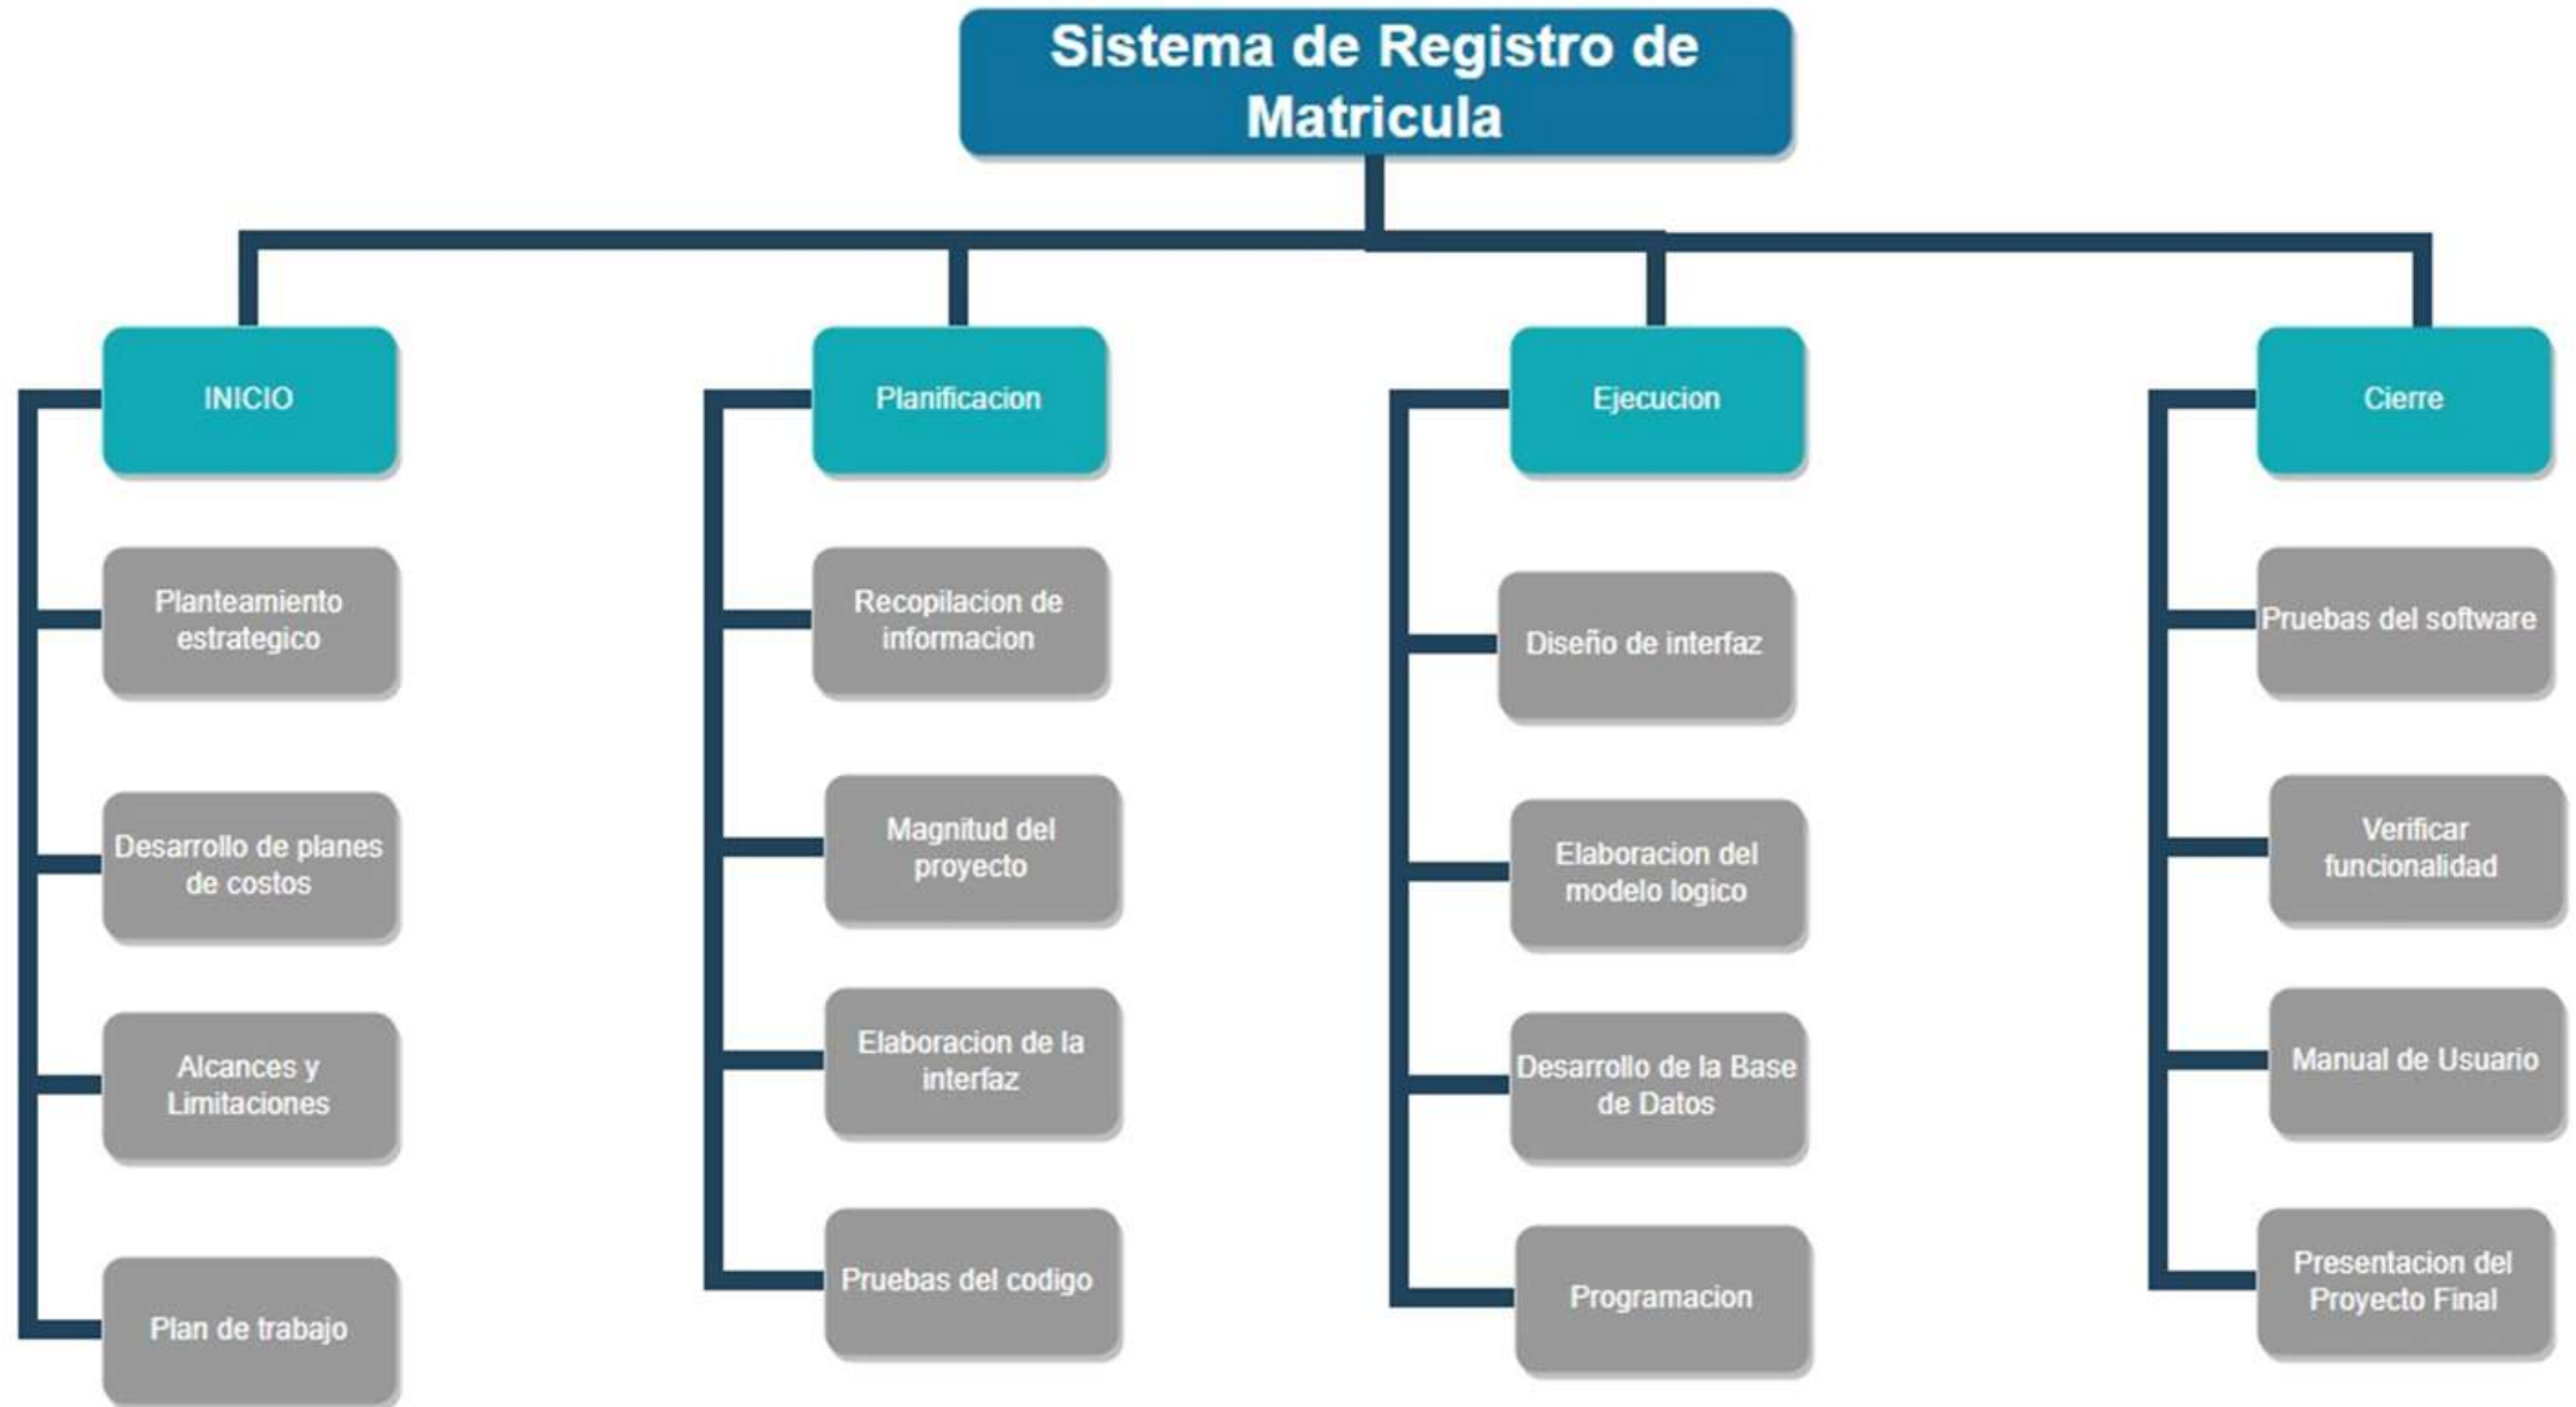 Sistema de Registro de
Matricula
INICIO
Planteamiento
estrategico
Desarrollo de planes
de costos
Alcances y
Limitaciones
Plan de trabajo
Planificacion
Recopilacion de
informacion
Magnitud del
proyecto
Elaboracion de la
interfaz
Pruebas del codigo
Ejecucion
Diseño de interfaz
Elaboracion del
modelo logico
Desarrollo de la Base
de Datos
Programacion
Cierre
Pruebas del software
Verificar
funcionalidad
Manual de Usuario
Presentacion del
Proyecto Final